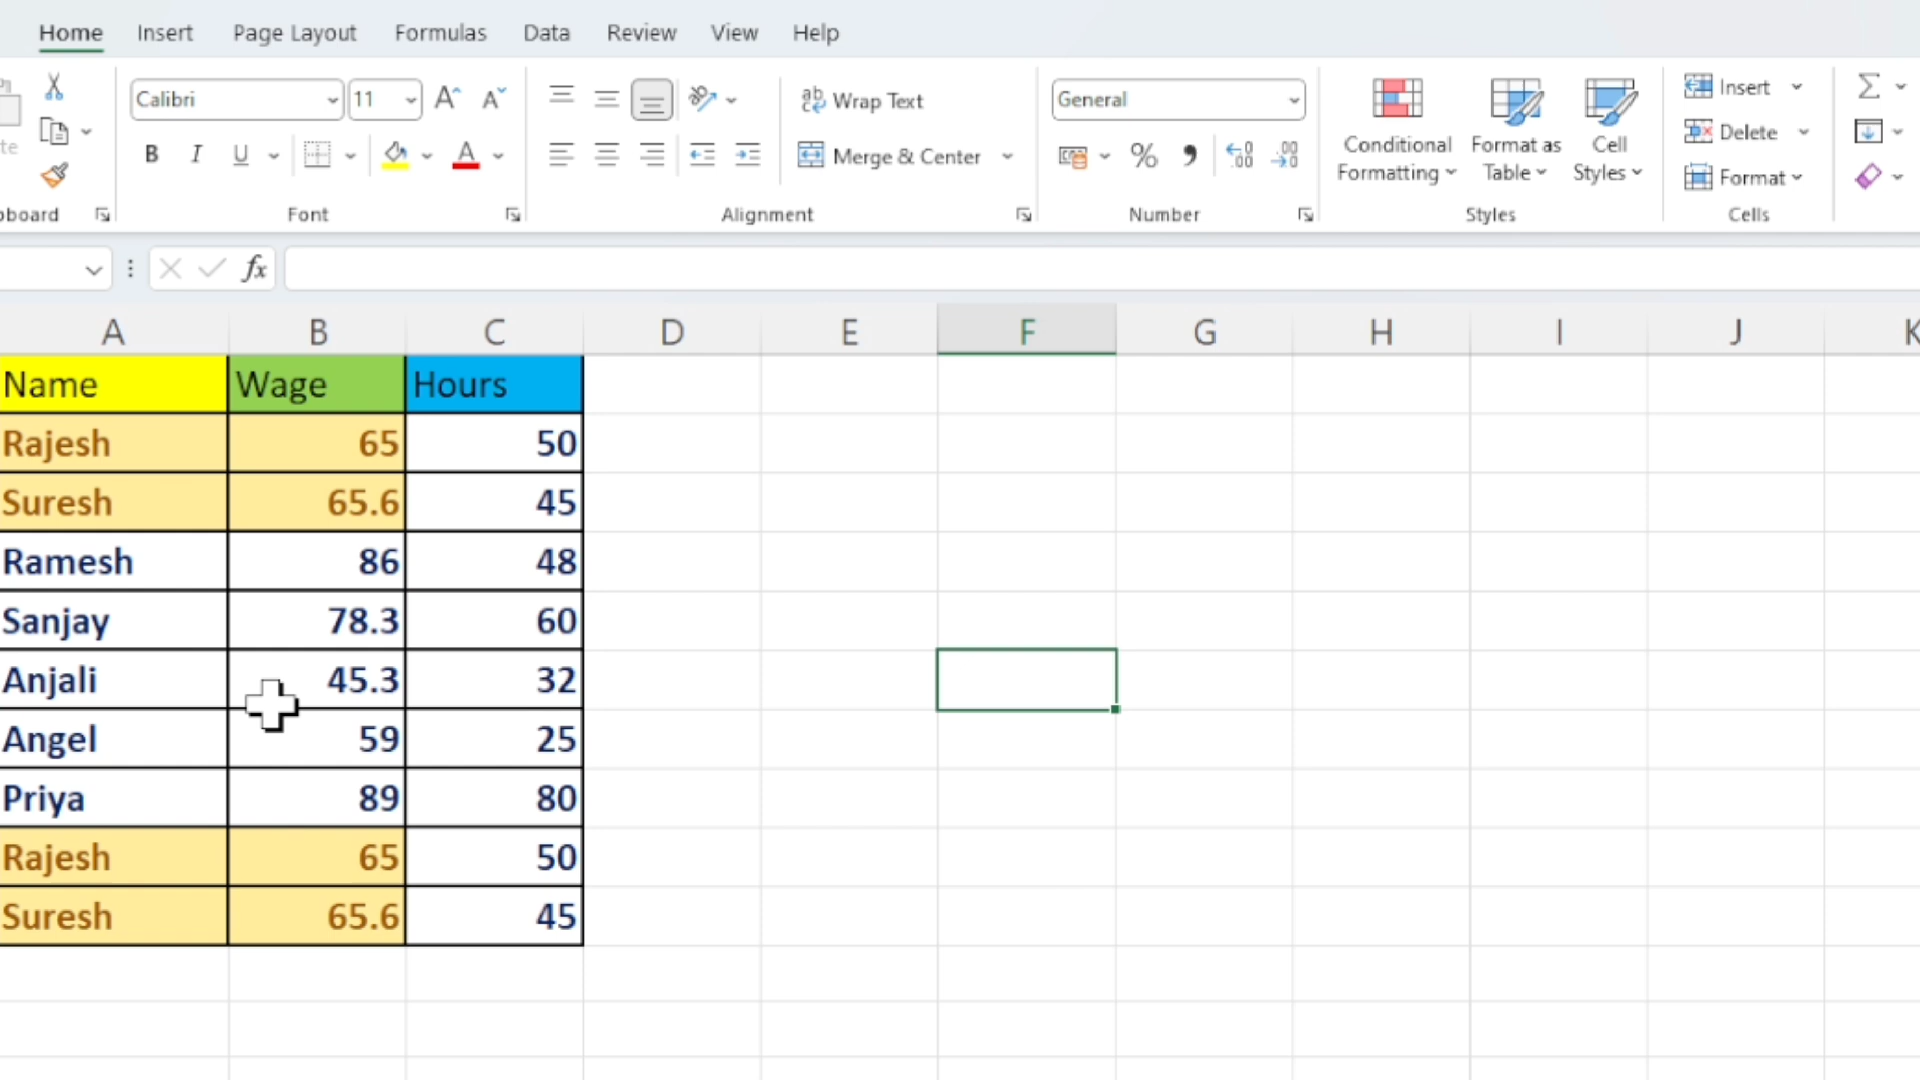 Home Insert Page Layout Formulas Data Review View Help
Calibri 11 Wrap Text General Insert
Conditional Formatting Format as Table Cell Styles Delete
B I U A Merge & Center % Format
Font Alignment Number Styles Cells
fx
A B C D E F G H I J K
Name Wage Hours
Rajesh 65 50
Suresh 65.6 45
Ramesh 86 48
Sanjay 78.3 60
Anjali 45.3 32
Angel 59 25
Priya 89 80
Rajesh 65 50
Suresh 65.6 45